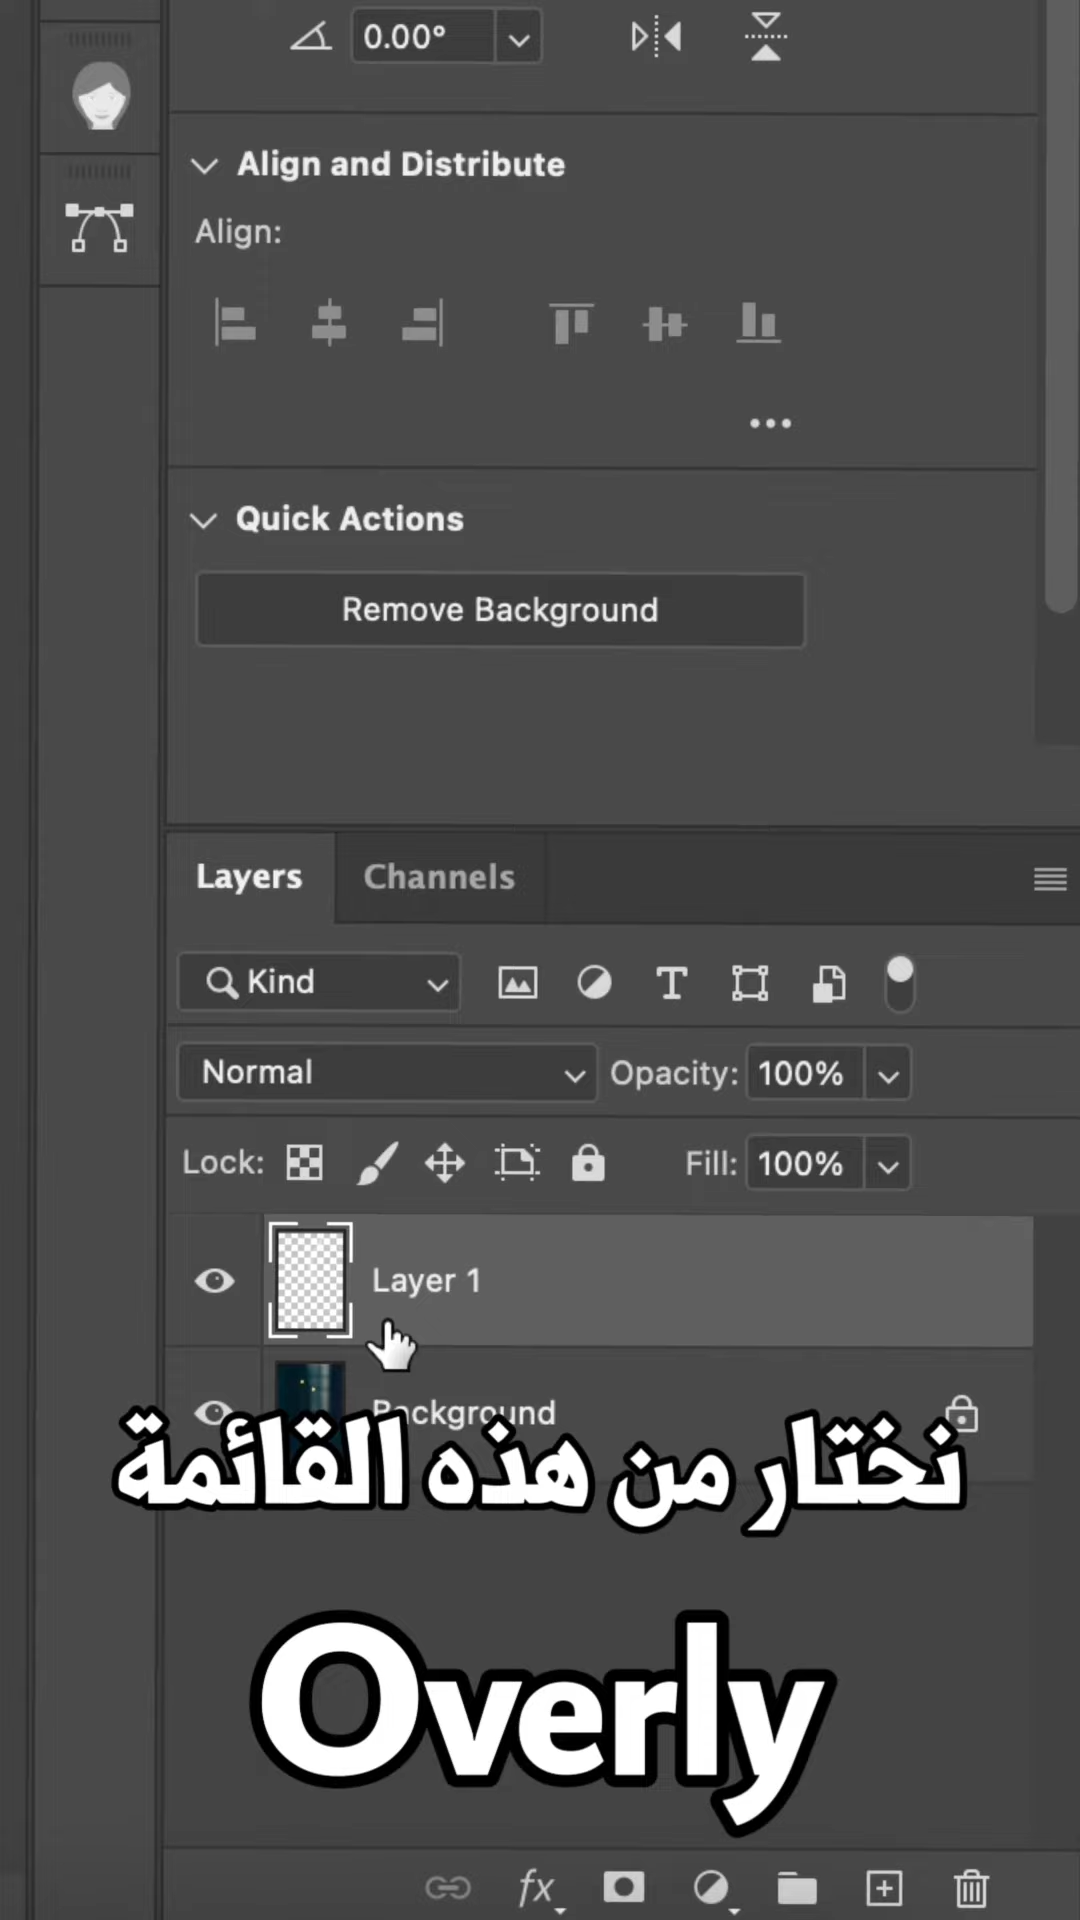 0.00°
Align and Distribute
Align:
Quick Actions
Remove Background
Layers Channels
Kind
Normal Opacity: 100%
Lock: Fill: 100%
Layer 1
Background
نختار من هذه القائمة
Overly
fx